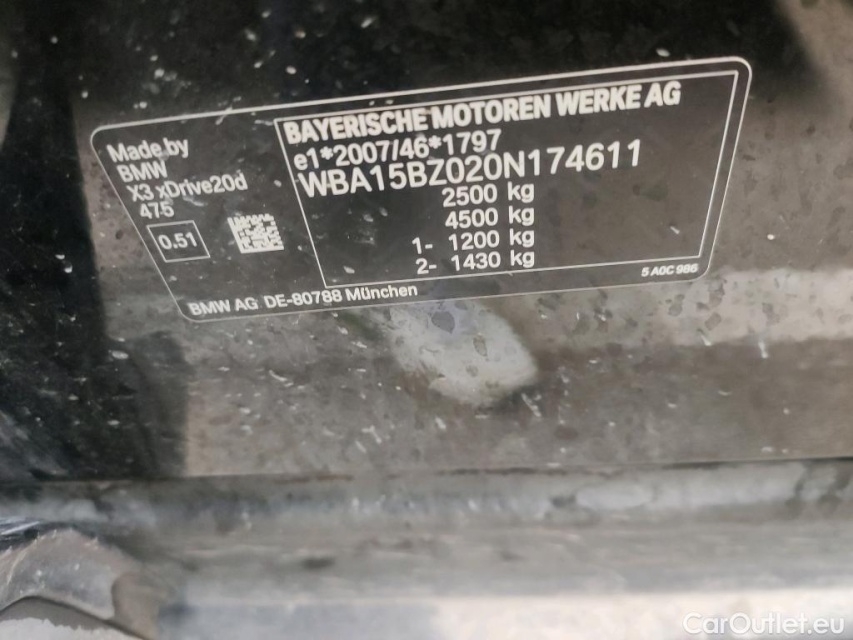 Made by
BMW
X3 xDrive20d
475
0.51
BAYERISCHE MOTOREN WERKE AG
e1*2007/46*1797
WBA15BZ020N174611
2500 kg
4500 kg
1- 1200 kg
2- 1430 kg
5 A0C 986
BMW AG DE-80788 München
CarOutlet.eu